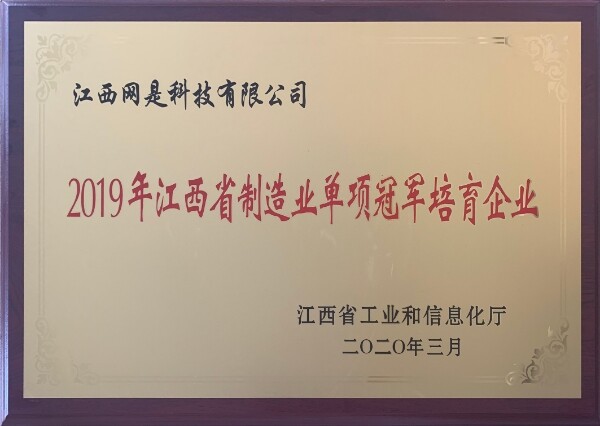 江西网是科技有限公司
2019年江西省制造业单项冠军培育企业
江西省工业和信息化厅
二〇二〇年三月